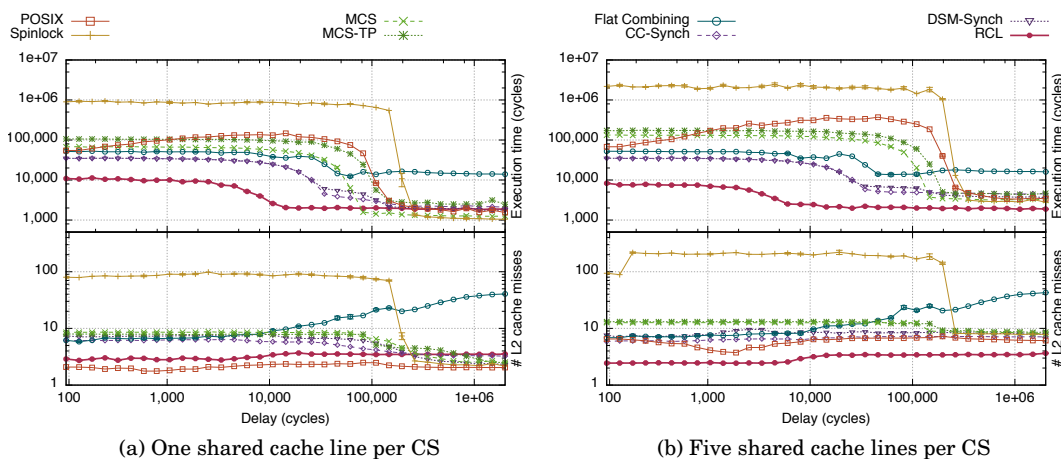 POSIX
Spinlock
MCS
MCS-TP
Flat Combining
CC-Synch
DSM-Synch
RCL
1e+07
1e+06
100,000
10,000
1,000
Execution time (cycles)
100
10
1
# L2 cache misses
100
1,000
10,000
100,000
1e+06
Delay (cycles)
(a) One shared cache line per CS
1e+07
1e+06
100,000
10,000
1,000
Execution time (cycles)
100
10
1
# L2 cache misses
100
1,000
10,000
100,000
1e+06
Delay (cycles)
(b) Five shared cache lines per CS